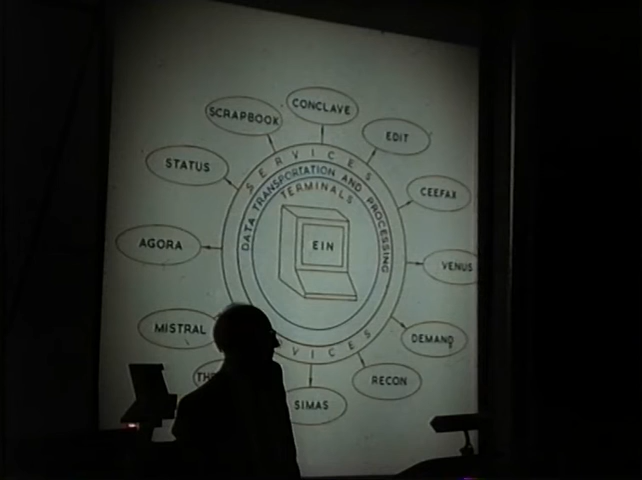 CONCLAVE
SCRAPBOOK
EDIT
STATUS
CEEFAX
AGORA
VENUS
MISTRAL
DEMAND
RECON
SIMAS
SERVICES
DATA TRANSPORTATION AND PROCESSING
TERMINALS
EIN